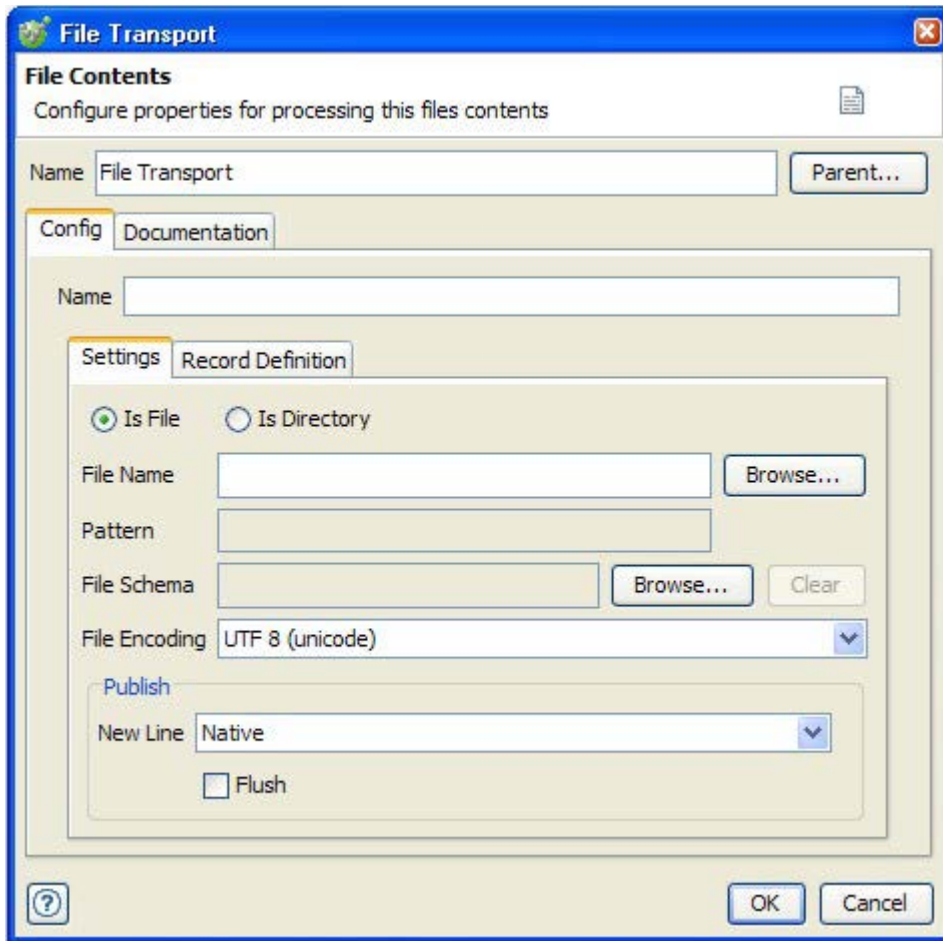 File Transport
File Contents
Configure properties for processing this files contents
Name File Transport Parent...
Config Documentation
Name
Settings Record Definition
Is File Is Directory
File Name Browse...
Pattern
File Schema Browse... Clear
File Encoding UTF 8 (unicode)
Publish
New Line Native
Flush
? OK Cancel